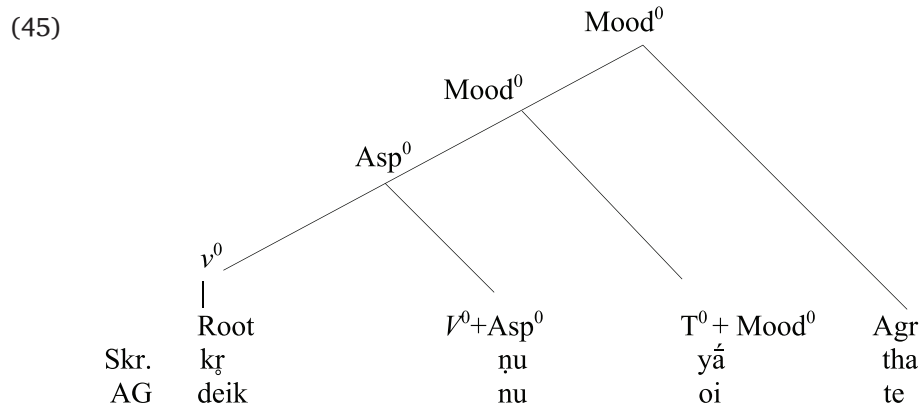 (45)
Mood⁰
Mood⁰
Asp⁰
v⁰
Root V⁰+Asp⁰ T⁰ + Mood⁰ Agr
Skr. kr̥ ṇu yā́ tha
AG deik nu oi te